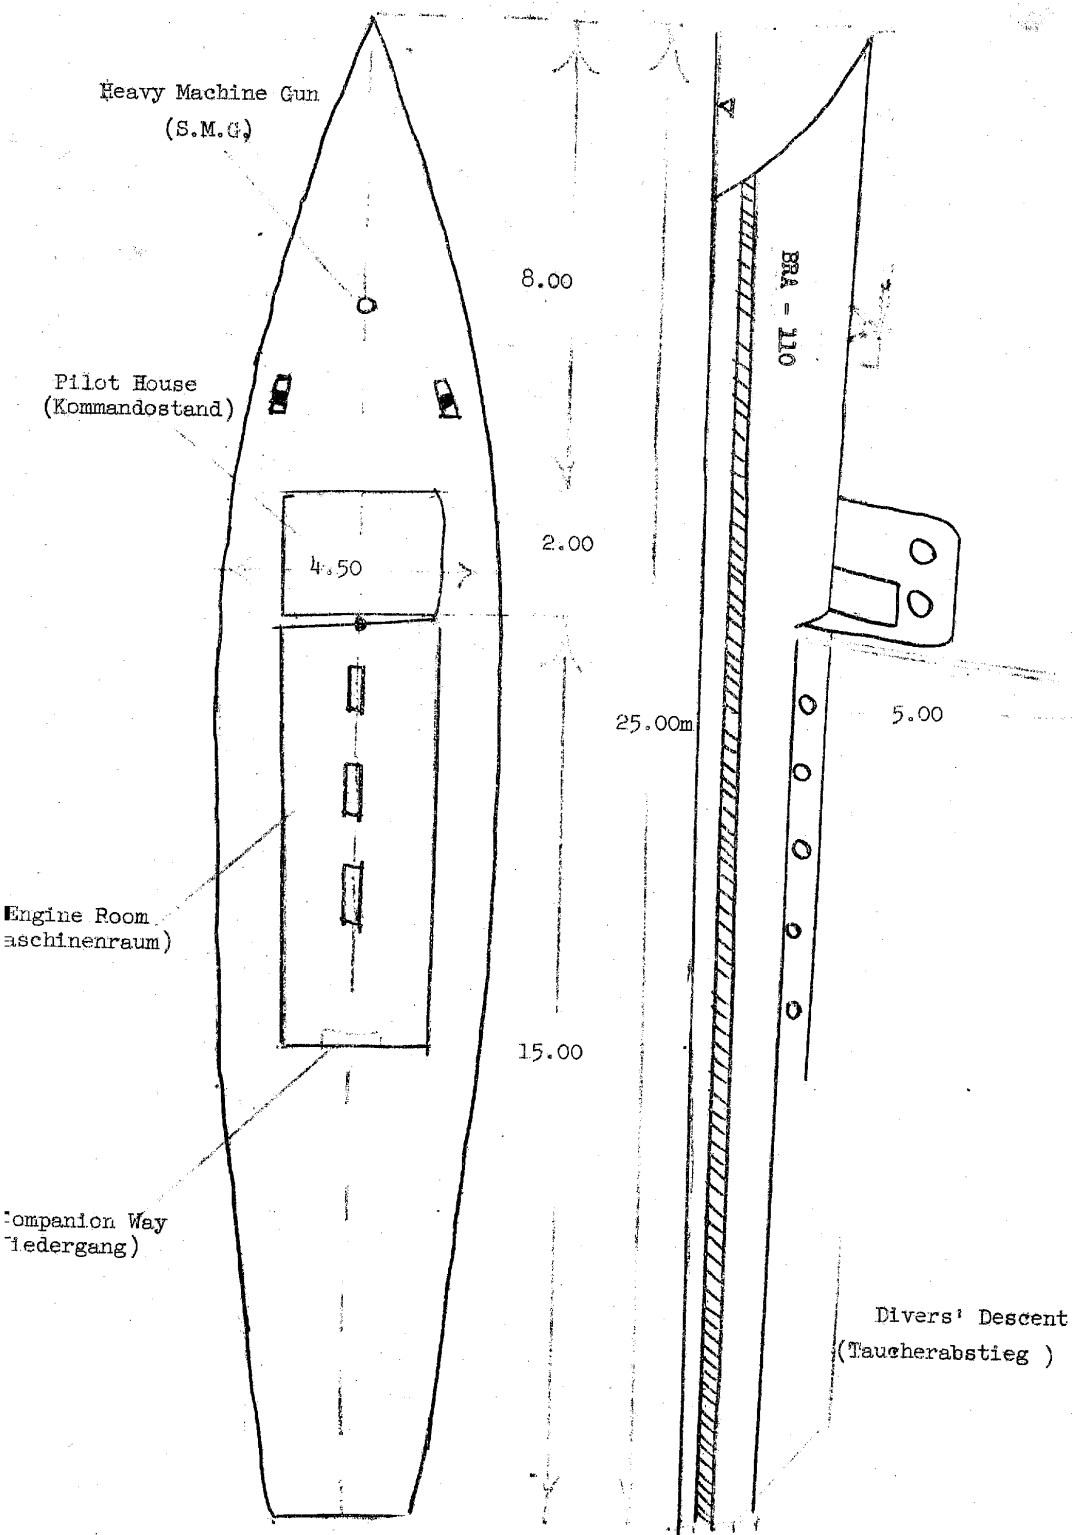 Heavy Machine Gun
(S.M.G)
8.00
BRA - 110
Pilot House
(Kommandostand)
2.00
4.50
25.00m
5.00
Engine Room
aschinenraum)
15.00
ompanion Way
iedergang)
Divers' Descent
(Taucherabstieg )